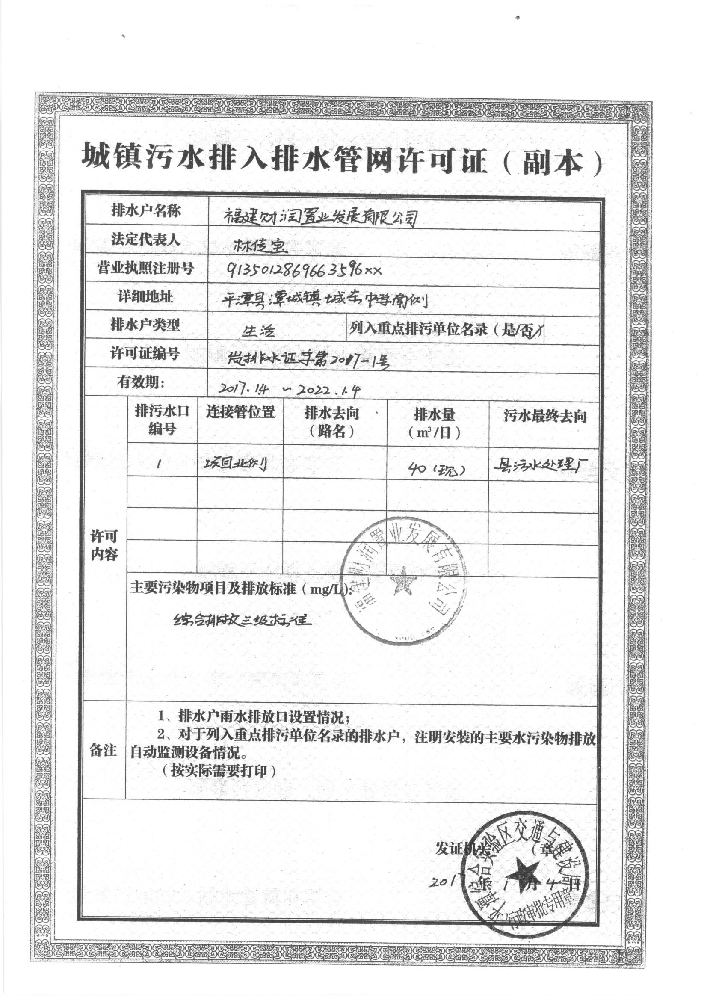 城镇污水排入排水管网许可证（副本）
排水户名称 福建财润置业发展有限公司
法定代表人 林传宝
营业执照注册号 9135012869663596xx
详细地址 平潭县潭城镇城东中学南侧
排水户类型 生活 列入重点排污单位名录（是/否）
许可证编号 岚排水证字第2017-1号
有效期: 2017.1.4 ~ 2022.1.4
排污水口编号 连接管位置 排水去向（路名） 排水量（m³/日） 污水最终去向
1 项目北侧 40（现） 县污水处理厂
许可内容
福建财润置业发展有限公司
主要污染物项目及排放标准（mg/L）:
综合排放三级标准
备注
1、排水户雨水排放口设置情况；
2、对于列入重点排污单位名录的排水户，注明安装的主要水污染物排放
自动监测设备情况。
（按实际需要打印）
发证机关 （章
2017年1月4日
平潭综合实验区交通与建设局
行政审批专用章